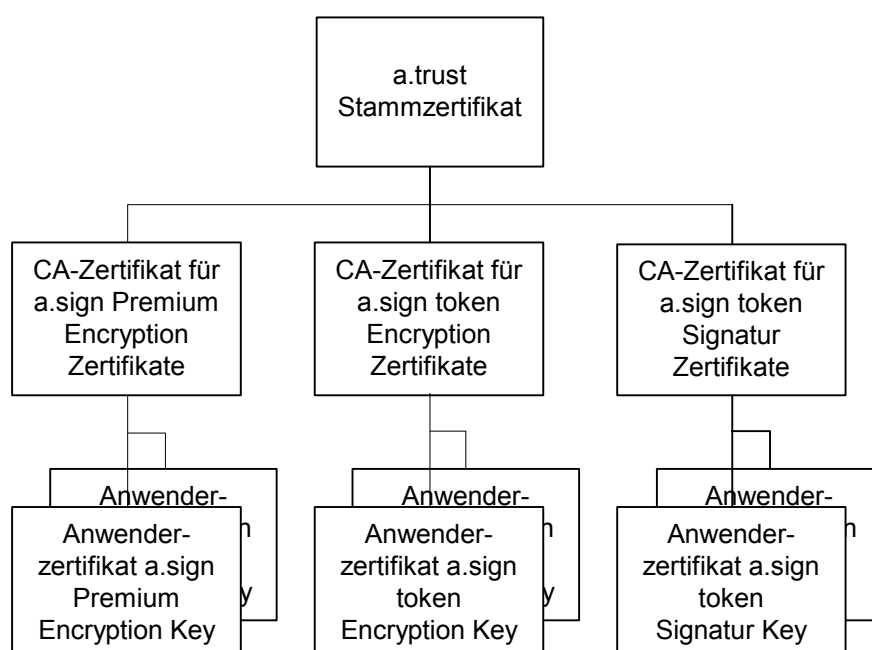 a.trust
Stammzertifikat
CA-Zertifikat für
a.sign Premium
Encryption
Zertifikate
CA-Zertifikat für
a.sign token
Encryption
Zertifikate
CA-Zertifikat für
a.sign token
Signatur
Zertifikate
Anwender-
Anwender-
zertifikat a.sign
Premium
Encryption Key
Anwender-
Anwender-
zertifikat a.sign
token
Encryption Key
Anwender-
Anwender-
zertifikat a.sign
token
Signatur Key